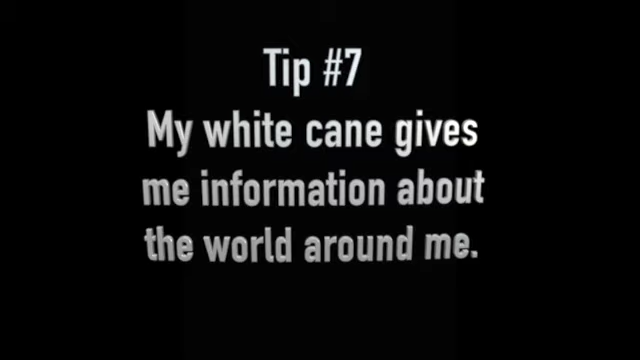 Tip #7
My white cane gives
me information about
the world around me.